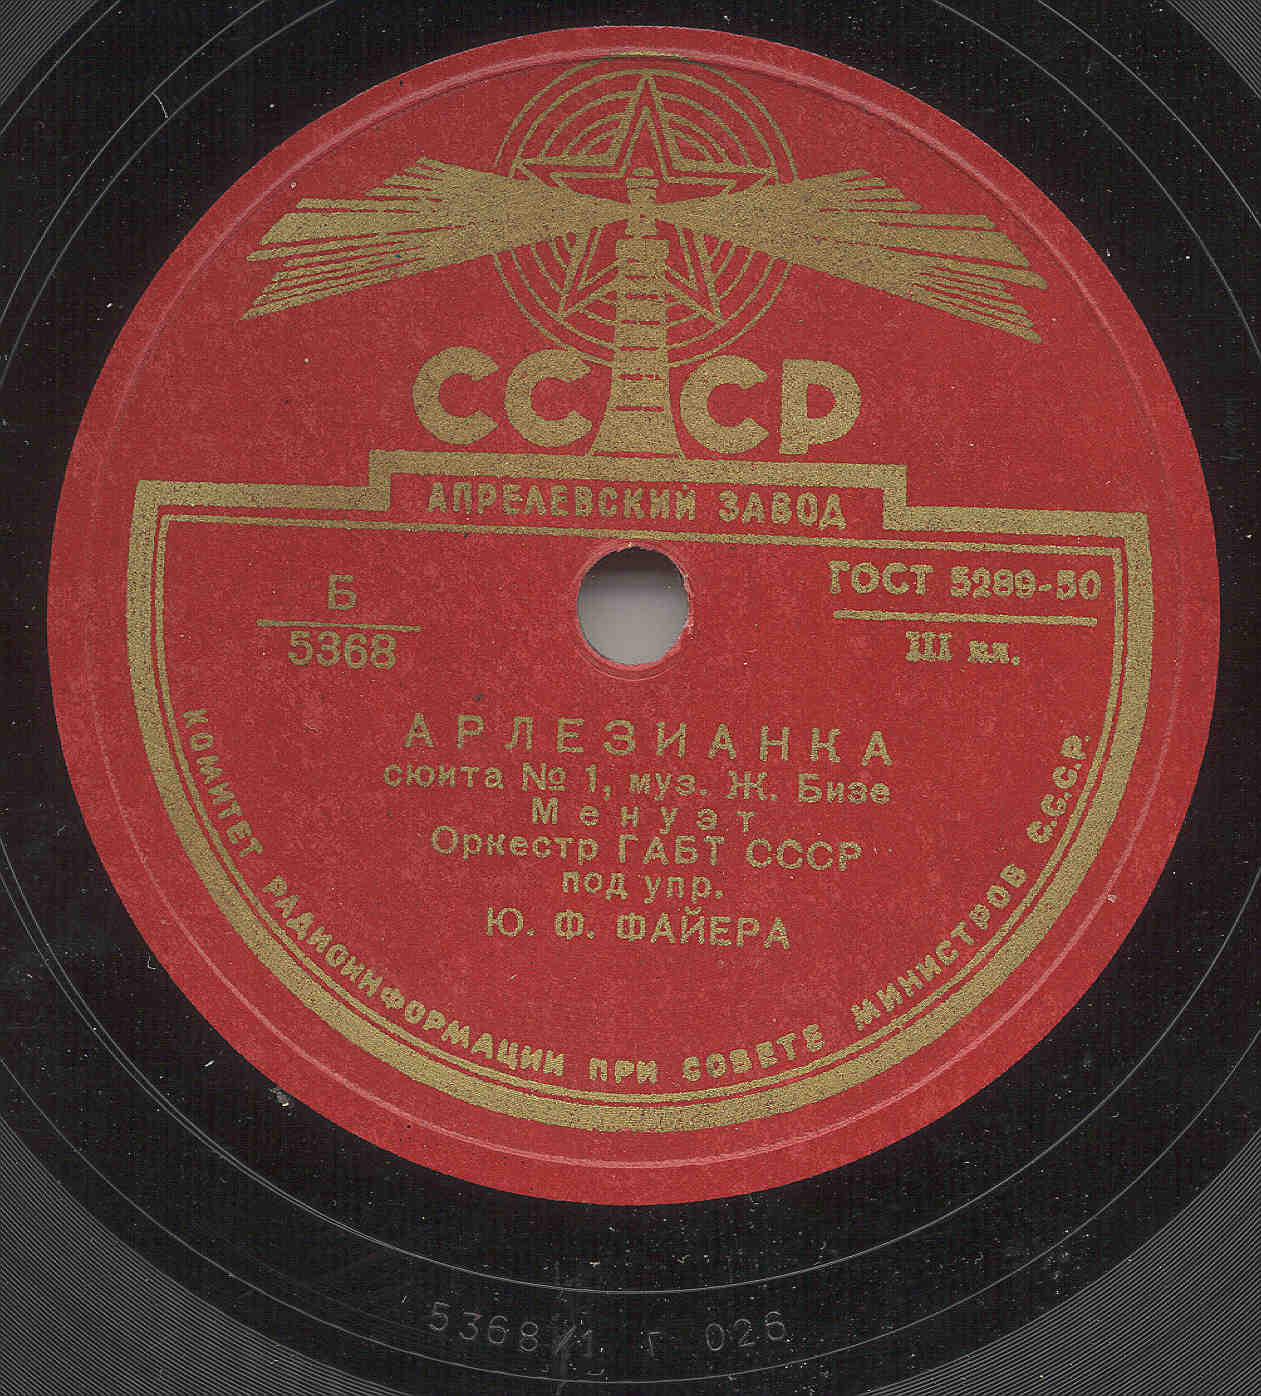 СССР
АПРЕЛЕВСКИЙ ЗАВОД
Б
5368
ГОСТ 5289-50
III кл.
АРЛЕЗИАНКА
сюита № 1, муз. Ж. Бизе
Менуэт
Оркестр ГАБТ СССР
под упр.
Ю. Ф. ФАЙЕРА
КОМИТЕТ РАДИОИНФОРМАЦИИ ПРИ СОВЕТЕ МИНИСТРОВ С.С.С.Р.
5368 /1 г 026